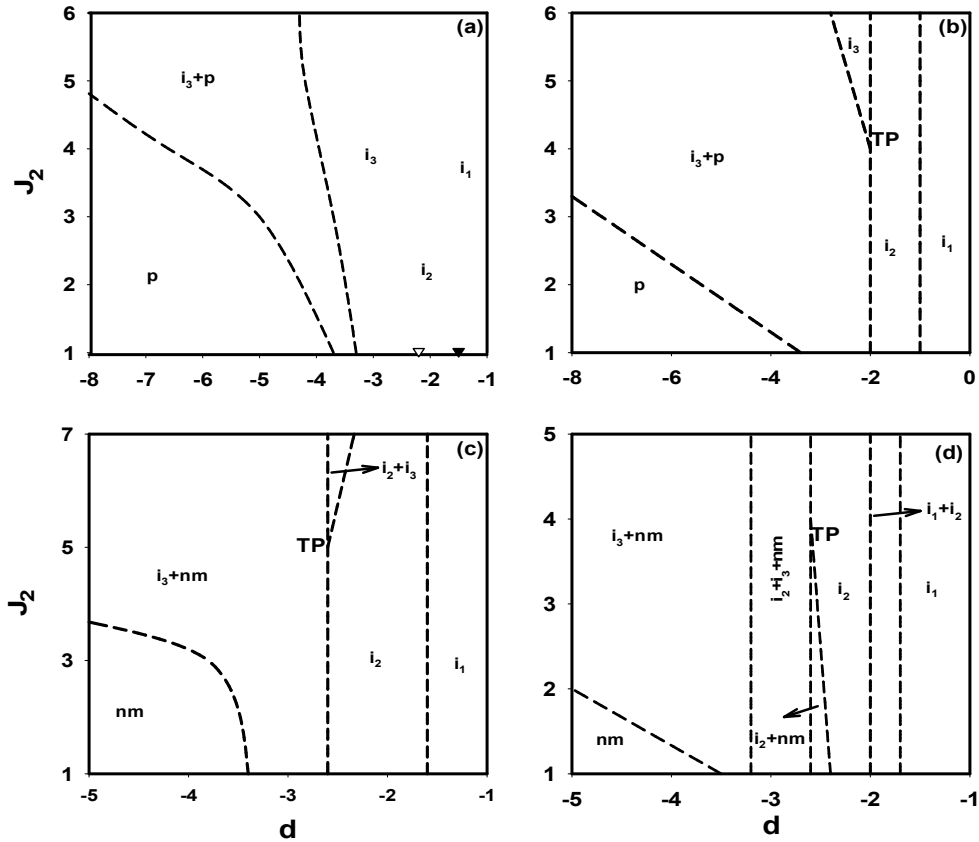 (a)
J₂
6
5
4
3
2
1
i₃+p
i₃
i₁
i₂
p
-8 -7 -6 -5 -4 -3 -2 -1
(b)
6
5
4
3
2
1
i₃
TP
i₃+p
i₂
i₁
p
-8 -6 -4 -2 0
(c)
J₂
7
5
3
1
i₂+i₃
TP
i₃+nm
i₂
i₁
nm
-5 -4 -3 -2 -1
d
(d)
5
4
3
2
1
i₁+i₂
TP
i₃+nm
i₂+i₃+nm
i₂
i₁
nm
i₂+nm
-5 -4 -3 -2 -1
d